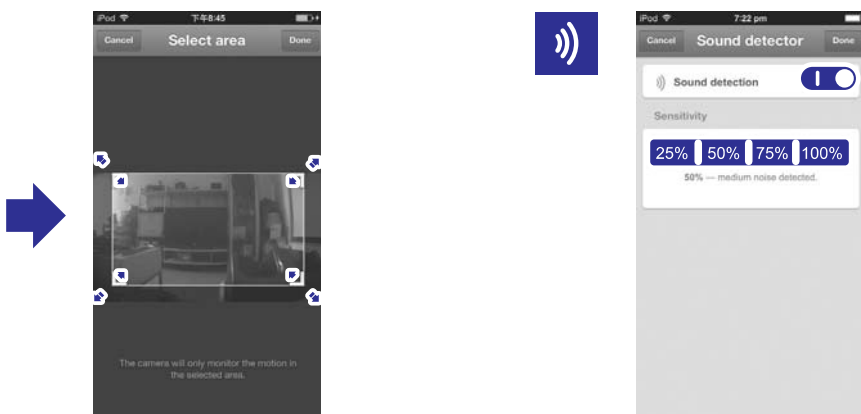 iPod 下午8:45
Cancel Select area Done
The camera will only monitor the motion in
the selected area.
iPod 7:22 pm
Cancel Sound detector Done
Sound detection
Sensitivity
25% 50% 75% 100%
50% — medium noise detected.